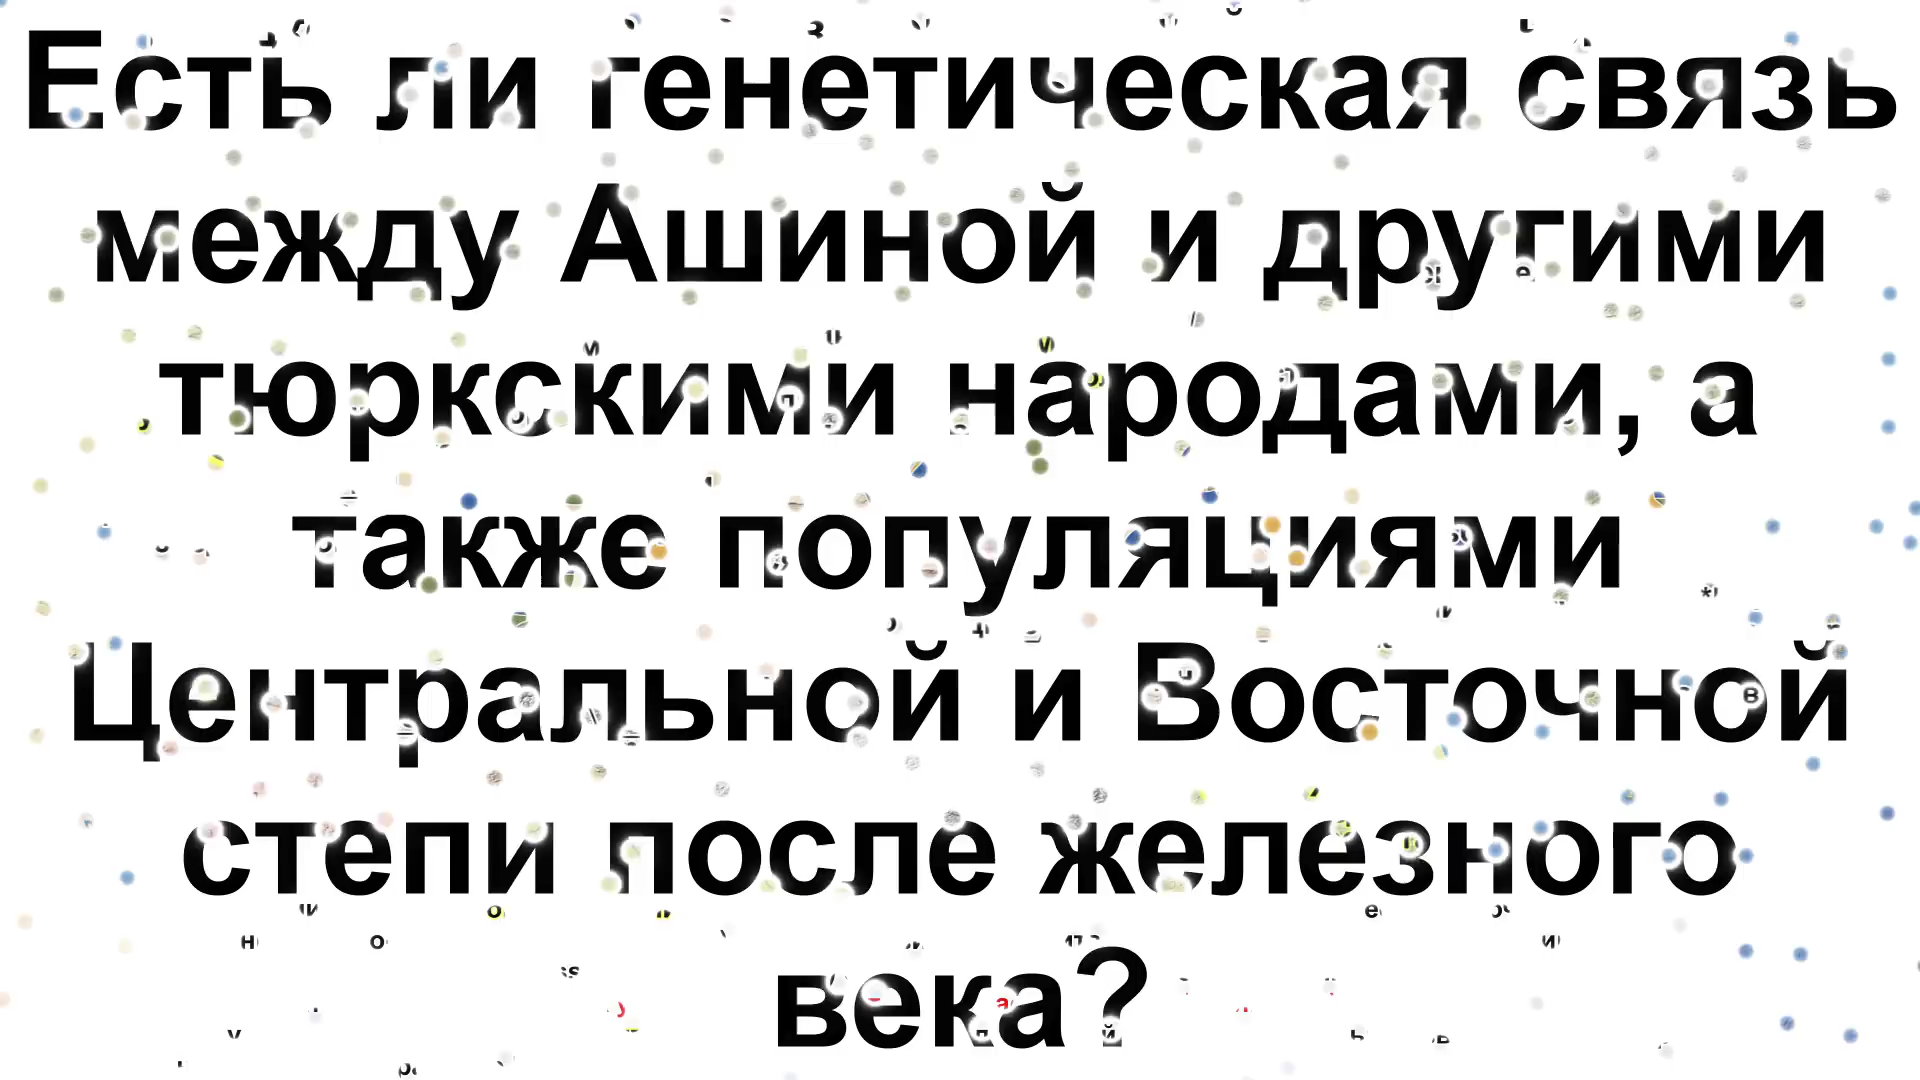 Есть ли генетическая связь
между Ашиной и другими
тюркскими народами, а
также популяциями
Центральной и Восточной
степи после железного
века?